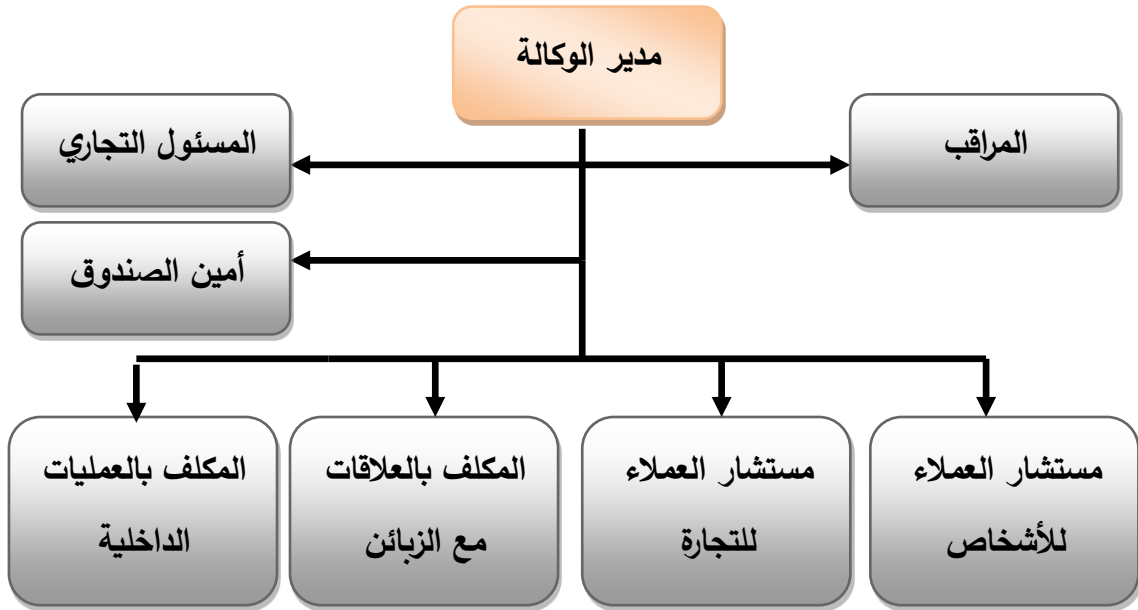 مدير الوكالة
المراقب
المسئول التجاري
أمين الصندوق
مستشار العملاء
للأشخاص
مستشار العملاء
للتجارة
المكلف بالعلاقات
مع الزبائن
المكلف بالعمليات
الداخلية